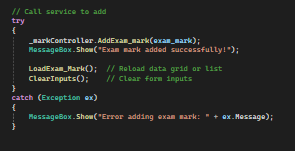 // Call service to add
try
{
_markController.AddExam_mark(exam_mark);
MessageBox.Show("Exam mark added successfully!");
LoadExam_Mark(); // Reload data grid or list
ClearInputs(); // Clear form inputs
}
catch (Exception ex)
{
MessageBox.Show("Error adding exam mark: " + ex.Message);
}